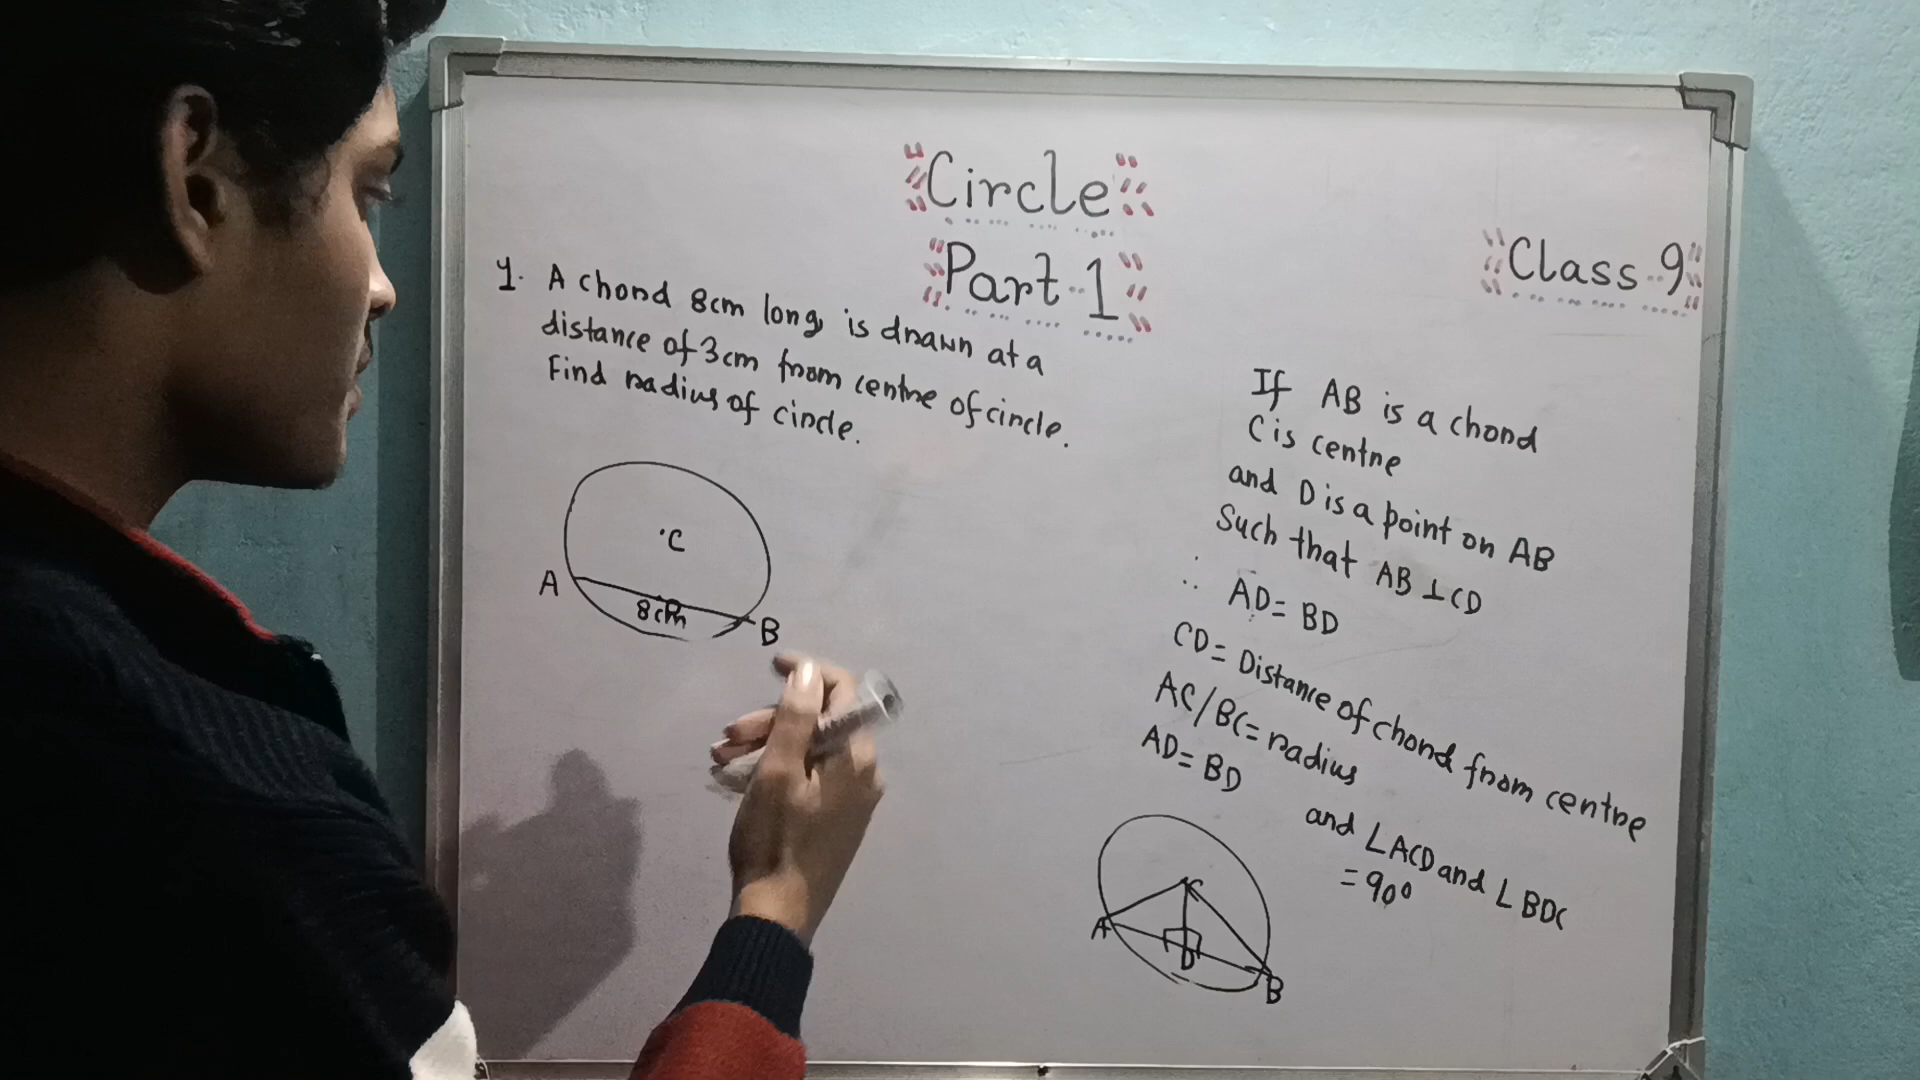 Circle
Part-1
Class-9
1. A chord 8cm long, is drawn at a
distance of 3cm from centre of circle.
Find radius of circle.
C
A
8cm
B
If AB is a chord
C is centre
and D is a point on AB
Such that AB ⊥ CD
∴ AD = BD
CD = Distance of chord from centre
AC/BC = radius
AD = BD
and ∠ACD and ∠BDC
= 90°
C
A
D
B